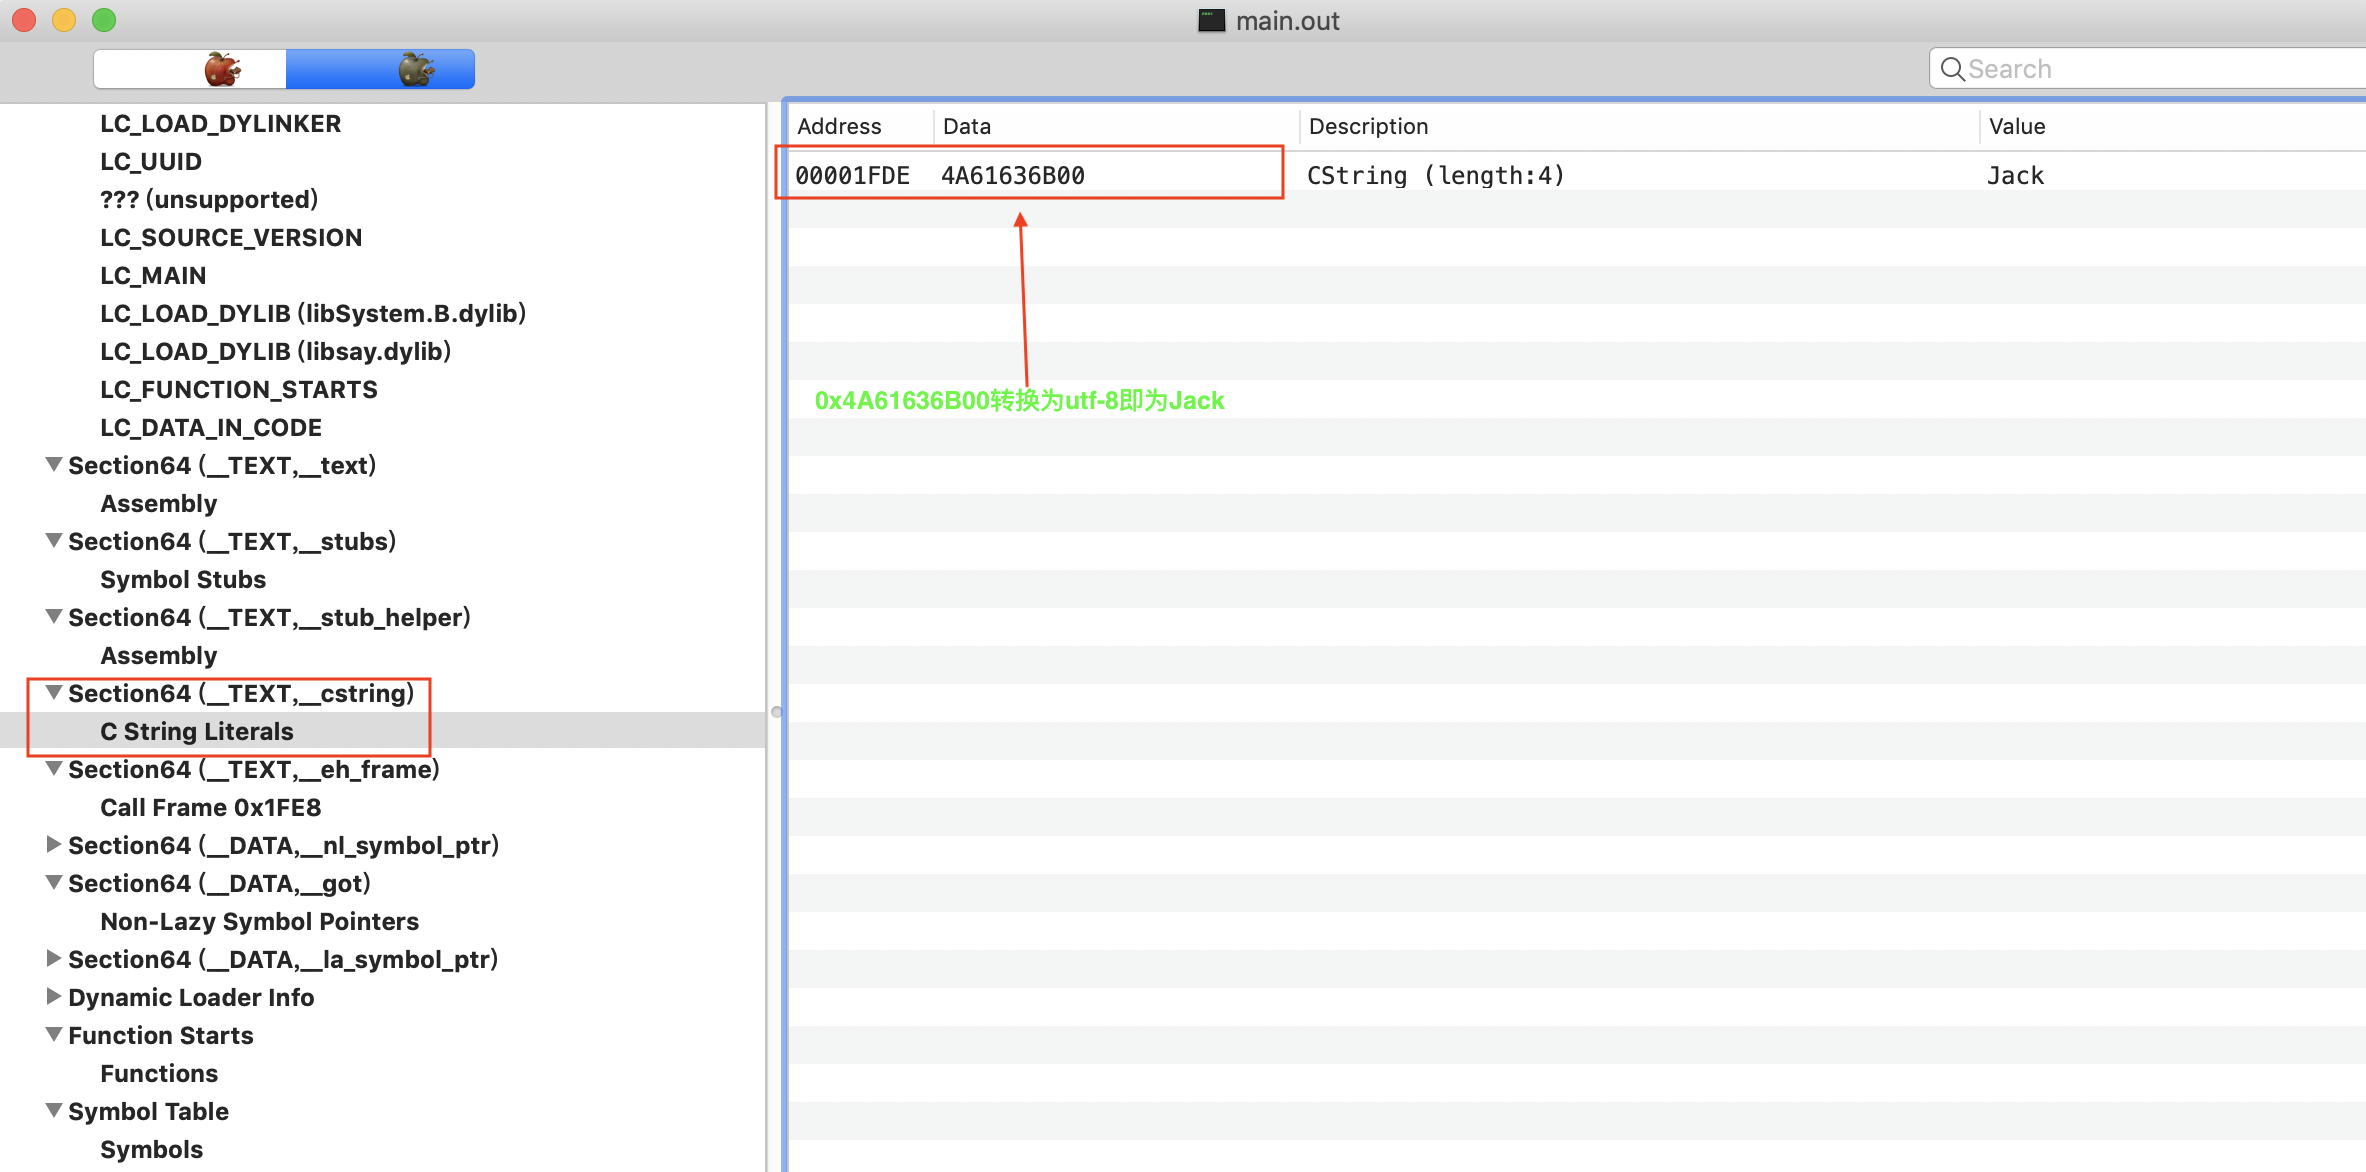 main.out
Search
LC_LOAD_DYLINKER
LC_UUID
??? (unsupported)
LC_SOURCE_VERSION
LC_MAIN
LC_LOAD_DYLIB (libSystem.B.dylib)
LC_LOAD_DYLIB (libsay.dylib)
LC_FUNCTION_STARTS
LC_DATA_IN_CODE
Section64 (__TEXT,__text)
Assembly
Section64 (__TEXT,__stubs)
Symbol Stubs
Section64 (__TEXT,__stub_helper)
Assembly
Section64 (__TEXT,__cstring)
C String Literals
Section64 (__TEXT,__eh_frame)
Call Frame 0x1FE8
Section64 (__DATA,__nl_symbol_ptr)
Section64 (__DATA,__got)
Non-Lazy Symbol Pointers
Section64 (__DATA,__la_symbol_ptr)
Dynamic Loader Info
Function Starts
Functions
Symbol Table
Symbols
Address Data Description Value
00001FDE 4A61636B00 CString (length:4) Jack
0x4A61636B00转换为utf-8即为Jack